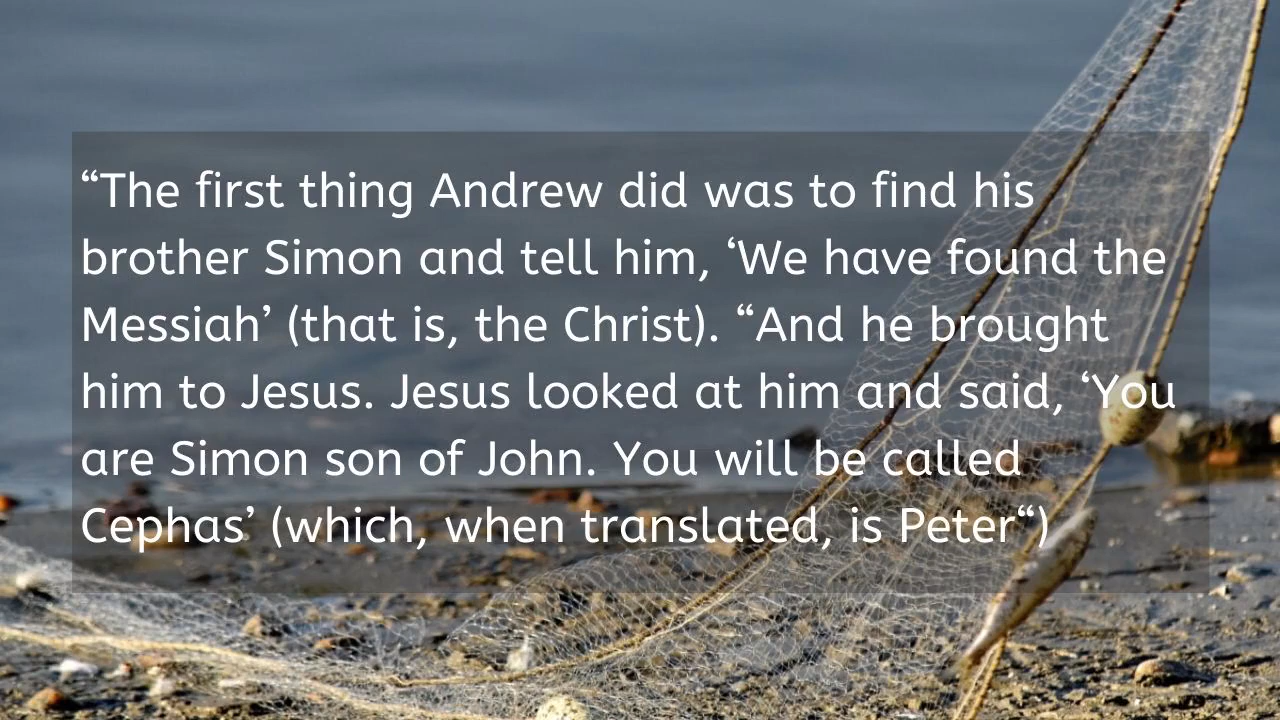 “The first thing Andrew did was to find his
brother Simon and tell him, ‘We have found the
Messiah’ (that is, the Christ). “And he brought
him to Jesus. Jesus looked at him and said, ‘You
are Simon son of John. You will be called
Cephas’ (which, when translated, is Peter“)